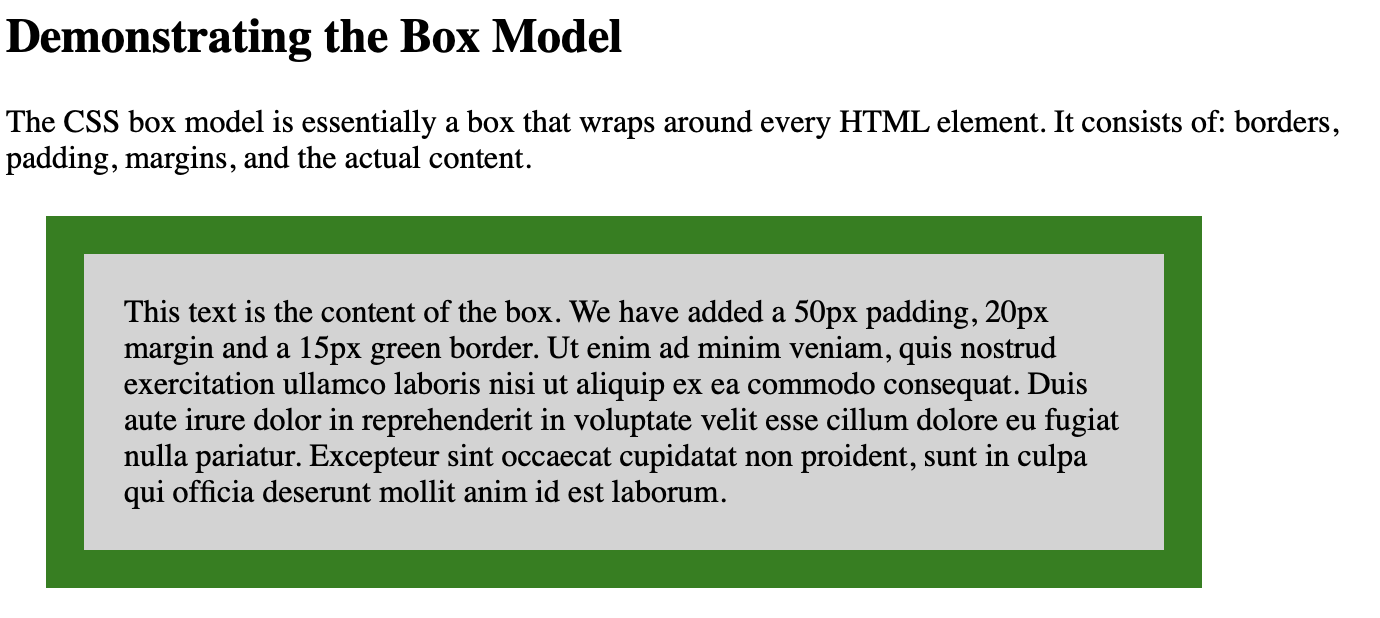 Demonstrating the Box Model
The CSS box model is essentially a box that wraps around every HTML element. It consists of: borders,
padding, margins, and the actual content.
This text is the content of the box. We have added a 50px padding, 20px
margin and a 15px green border. Ut enim ad minim veniam, quis nostrud
exercitation ullamco laboris nisi ut aliquip ex ea commodo consequat. Duis
aute irure dolor in reprehenderit in voluptate velit esse cillum dolore eu fugiat
nulla pariatur. Excepteur sint occaecat cupidatat non proident, sunt in culpa
qui officia deserunt mollit anim id est laborum.